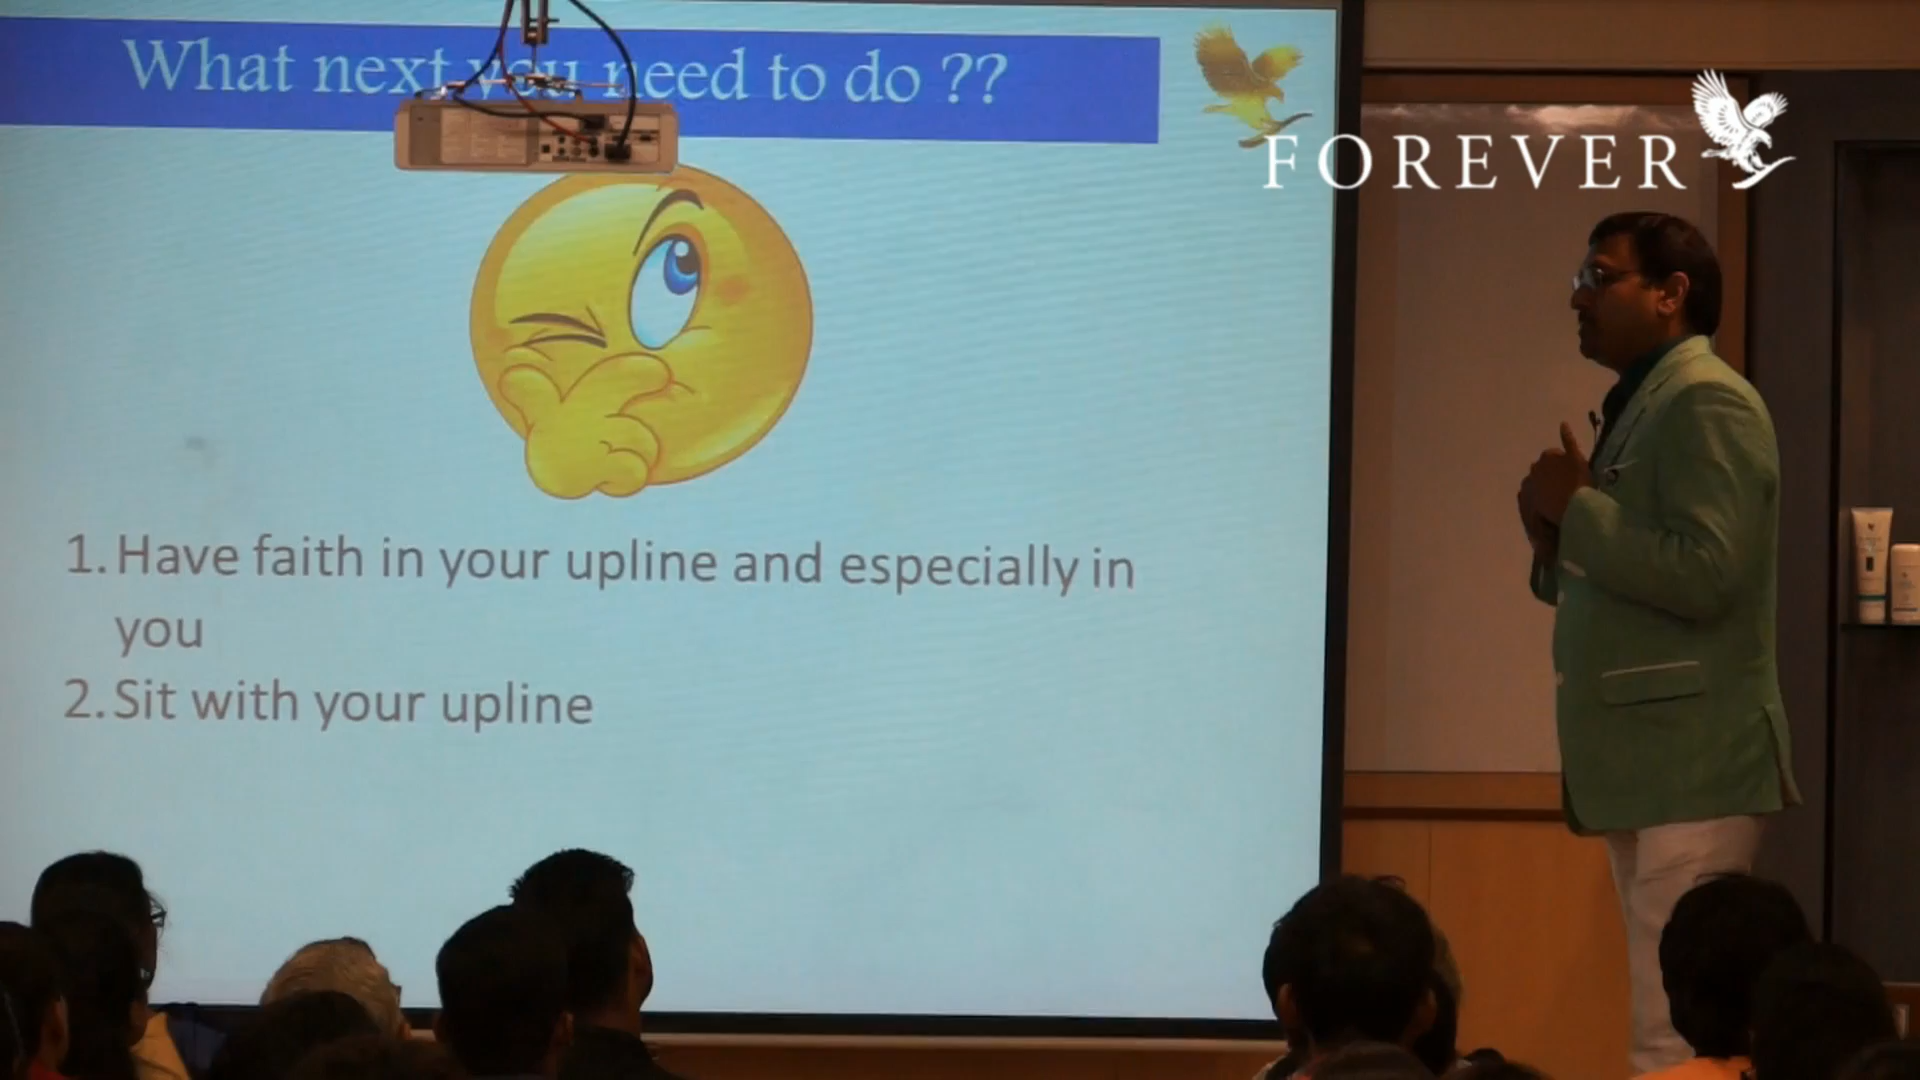 What next you need to do ??
FOREVER
1. Have faith in your upline and especially in
you
2. Sit with your upline